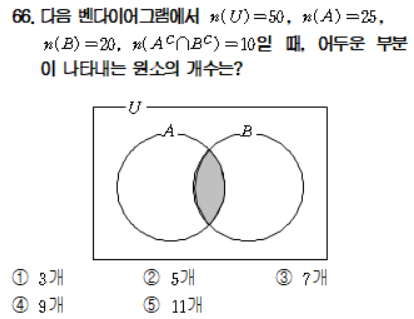 66. 다음 벤다이어그램에서 n(U)=50, n(A)=25,
n(B)=20, n(A^C∩B^C)=10일 때, 어두운 부분
이 나타내는 원소의 개수는?
U
A B
① 3개 ② 5개 ③ 7개
④ 9개 ⑤ 11개